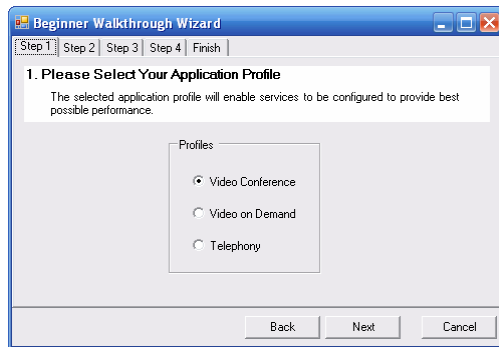 Beginner Walkthrough Wizard
Step 1 Step 2 Step 3 Step 4 Finish
1. Please Select Your Application Profile
The selected application profile will enable services to be configured to provide best
possible performance.
Profiles
Video Conference
Video on Demand
Telephony
Back Next Cancel